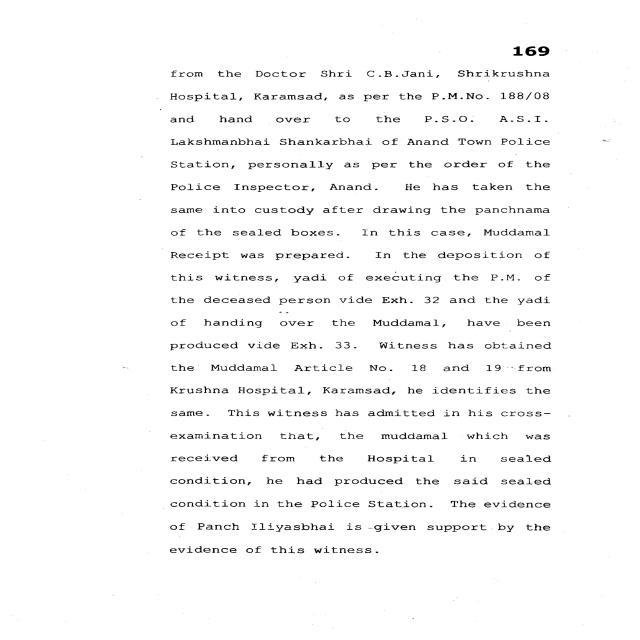 169
from the Doctor Shri C.B.Jani, Shrikrushna
Hospital, Karamsad, as per the P.M.No. 188/08
and hand over to the P.S.O. A.S.I.
Lakshmanbhai Shankarbhai of Anand Town Police
Station, personally as per the order of the
Police Inspector, Anand. He has taken the
same into custody after drawing the panchnama
of the sealed boxes. In this case, Muddamal
Receipt was prepared. In the deposition of
this witness, yadi of executing the P.M. of
the deceased person vide Exh. 32 and the yadi
of handing over the Muddamal, have been
produced vide Exh. 33. Witness has obtained
the Muddamal Article No. 18 and 19 from
Krushna Hospital, Karamsad, he identifies the
same. This witness has admitted in his cross-
examination that, the muddamal which was
received from the Hospital in sealed
condition, he had produced the said sealed
condition in the Police Station. The evidence
of Panch Iliyasbhai is given support by the
evidence of this witness.